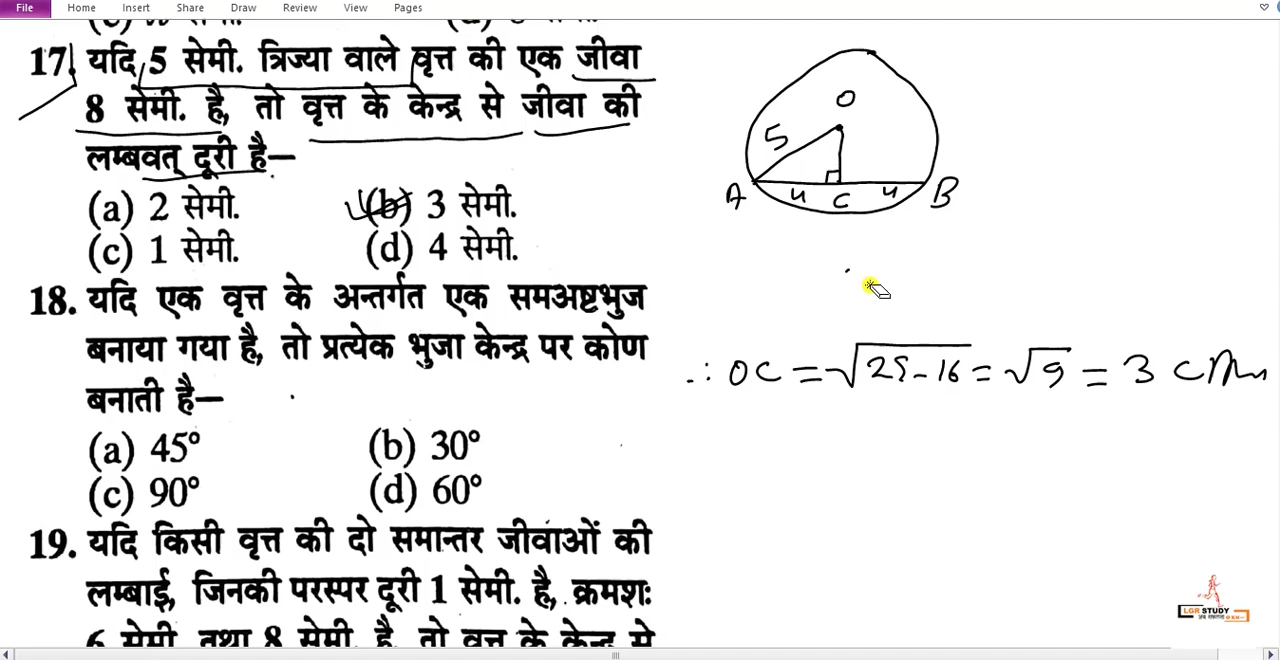 File Home Insert Share Draw Review View Pages
17. यदि 5 सेमी. त्रिज्या वाले वृत्त की एक जीवा
8 सेमी. है, तो वृत्त के केन्द्र से जीवा की
लम्बवत् दूरी है—
(a) 2 सेमी. (b) 3 सेमी.
(c) 1 सेमी. (d) 4 सेमी.
18. यदि एक वृत्त के अन्तर्गत एक समअष्टभुज
बनाया गया है, तो प्रत्येक भुजा केन्द्र पर कोण
बनाती है—
(a) 45° (b) 30°
(c) 90° (d) 60°
19. यदि किसी वृत्त की दो समान्तर जीवाओं की
लम्बाई, जिनकी परस्पर दूरी 1 सेमी. है, क्रमशः
6 सेमी. तथा 8 सेमी. है, तो वृत्त के केन्द्र से
O
5
A 4 C 4 B
∴ OC = √25-16 = √9 = 3 cm
LGR STUDY